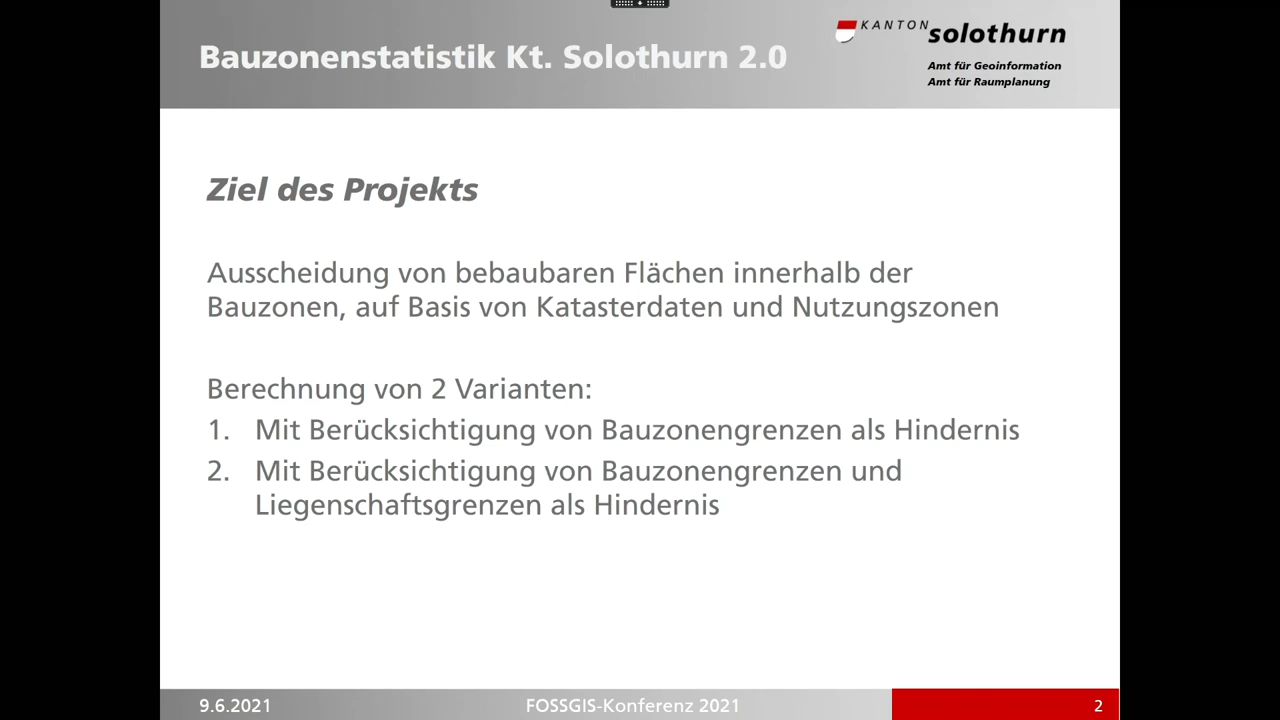 Bauzonenstatistik Kt. Solothurn 2.0
KANTON solothurn
Amt für Geoinformation
Amt für Raumplanung
Ziel des Projekts
Ausscheidung von bebaubaren Flächen innerhalb der
Bauzonen, auf Basis von Katasterdaten und Nutzungszonen
Berechnung von 2 Varianten:
1. Mit Berücksichtigung von Bauzonengrenzen als Hindernis
2. Mit Berücksichtigung von Bauzonengrenzen und
Liegenschaftsgrenzen als Hindernis
9.6.2021 FOSSGIS-Konferenz 2021 2